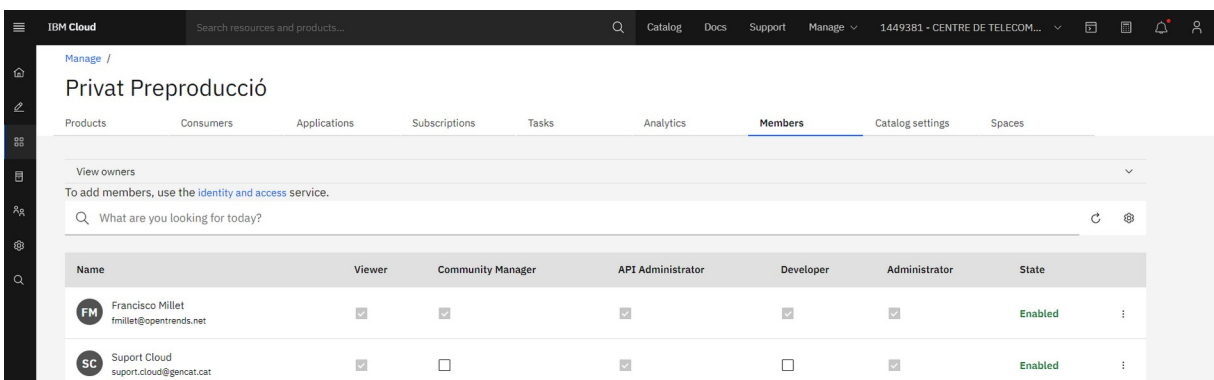 IBM Cloud
Search resources and products...
Catalog
Docs
Support
Manage
1449381 - CENTRE DE TELECOM...
Manage /
Privat Preproducció
Products
Consumers
Applications
Subscriptions
Tasks
Analytics
Members
Catalog settings
Spaces
View owners
To add members, use the identity and access service.
What are you looking for today?
Name
Viewer
Community Manager
API Administrator
Developer
Administrator
State
FM
Francisco Millet
fmillet@opentrends.net
Enabled
SC
Suport Cloud
suport.cloud@gencat.cat
Enabled